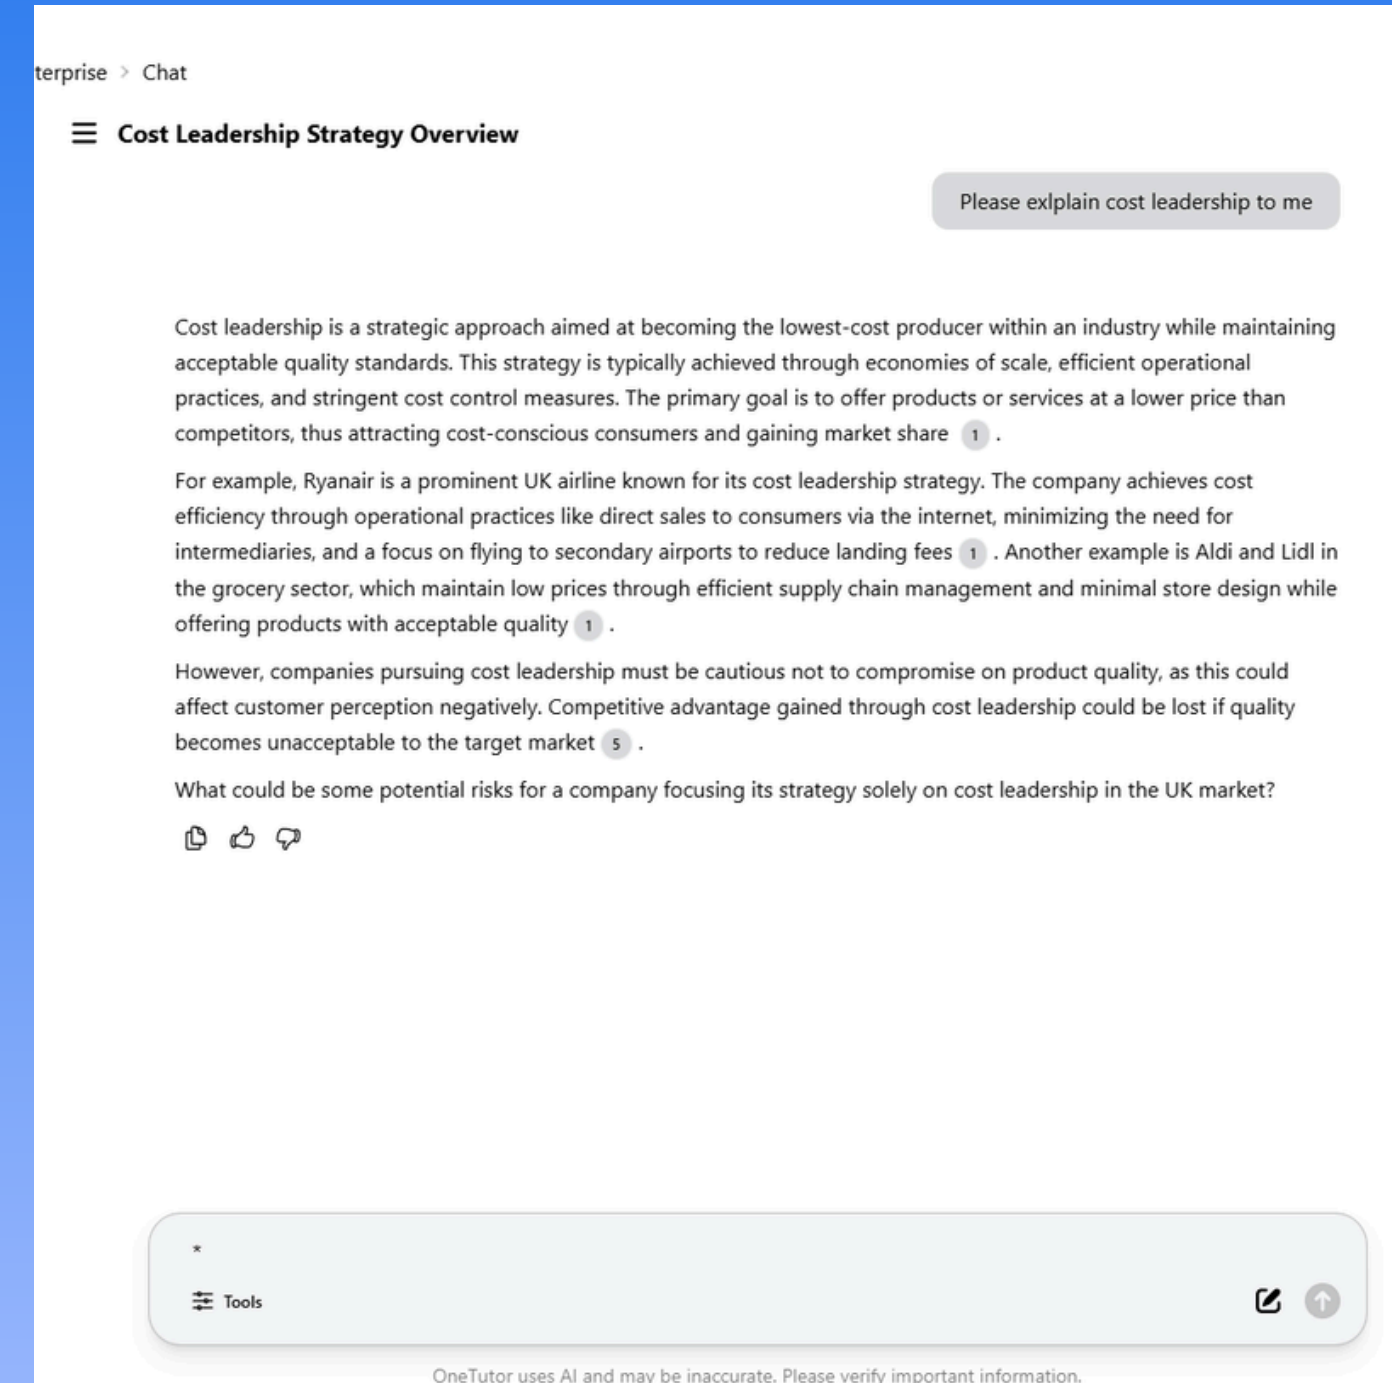 terprise > Chat
Cost Leadership Strategy Overview
Please exlplain cost leadership to me
Cost leadership is a strategic approach aimed at becoming the lowest-cost producer within an industry while maintaining
acceptable quality standards. This strategy is typically achieved through economies of scale, efficient operational
practices, and stringent cost control measures. The primary goal is to offer products or services at a lower price than
competitors, thus attracting cost-conscious consumers and gaining market share 1 .
For example, Ryanair is a prominent UK airline known for its cost leadership strategy. The company achieves cost
efficiency through operational practices like direct sales to consumers via the internet, minimizing the need for
intermediaries, and a focus on flying to secondary airports to reduce landing fees 1 . Another example is Aldi and Lidl in
the grocery sector, which maintain low prices through efficient supply chain management and minimal store design while
offering products with acceptable quality 1 .
However, companies pursuing cost leadership must be cautious not to compromise on product quality, as this could
affect customer perception negatively. Competitive advantage gained through cost leadership could be lost if quality
becomes unacceptable to the target market 5 .
What could be some potential risks for a company focusing its strategy solely on cost leadership in the UK market?
*
Tools
OneTutor uses AI and may be inaccurate. Please verify important information.